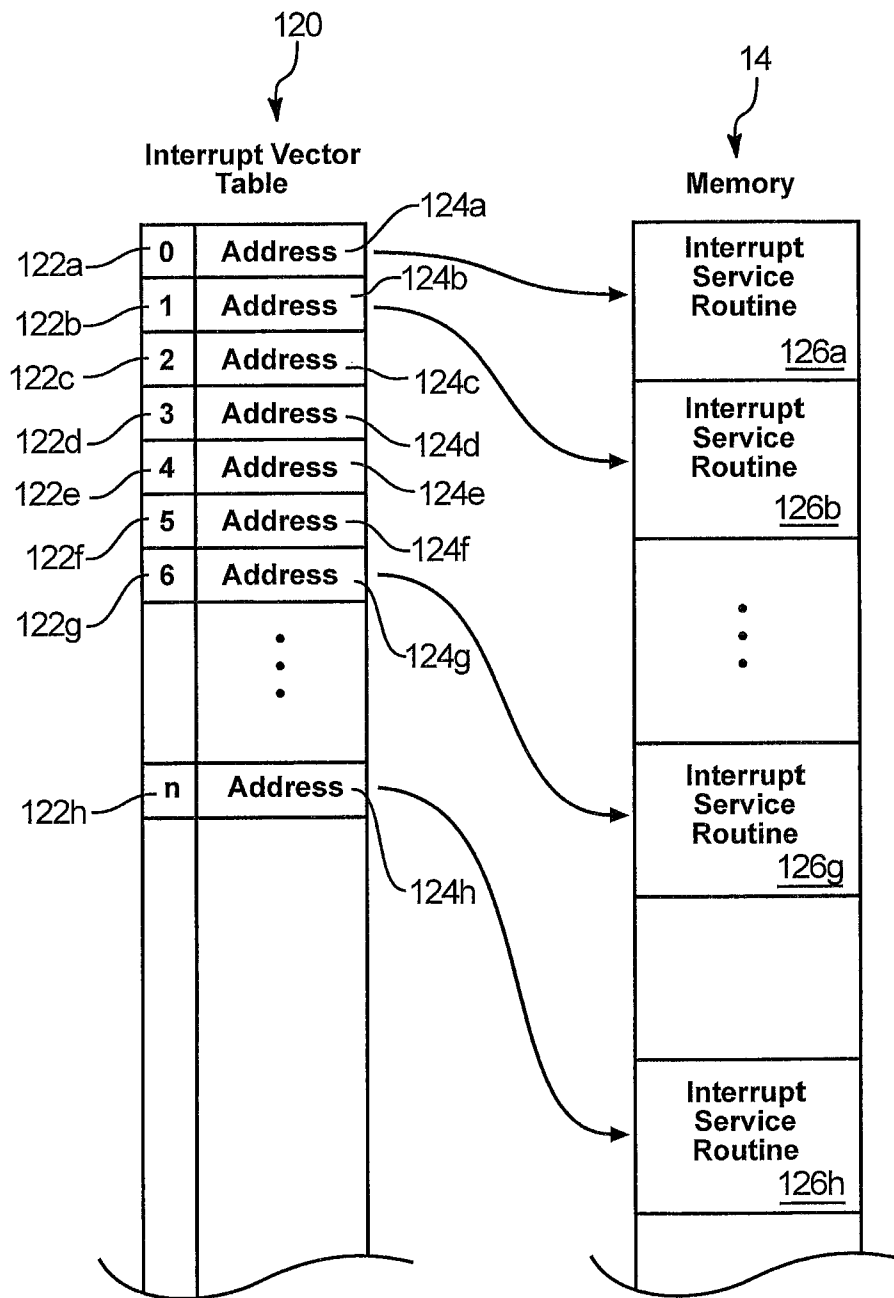 120
14
Interrupt Vector
Table
Memory
122a
0
Address
124a
122b
1
Address
124b
122c
2
Address
124c
122d
3
Address
124d
122e
4
Address
124e
122f
5
Address
124f
122g
6
Address
124g
122h
n
Address
124h
Interrupt
Service
Routine
126a
Interrupt
Service
Routine
126b
Interrupt
Service
Routine
126g
Interrupt
Service
Routine
126h